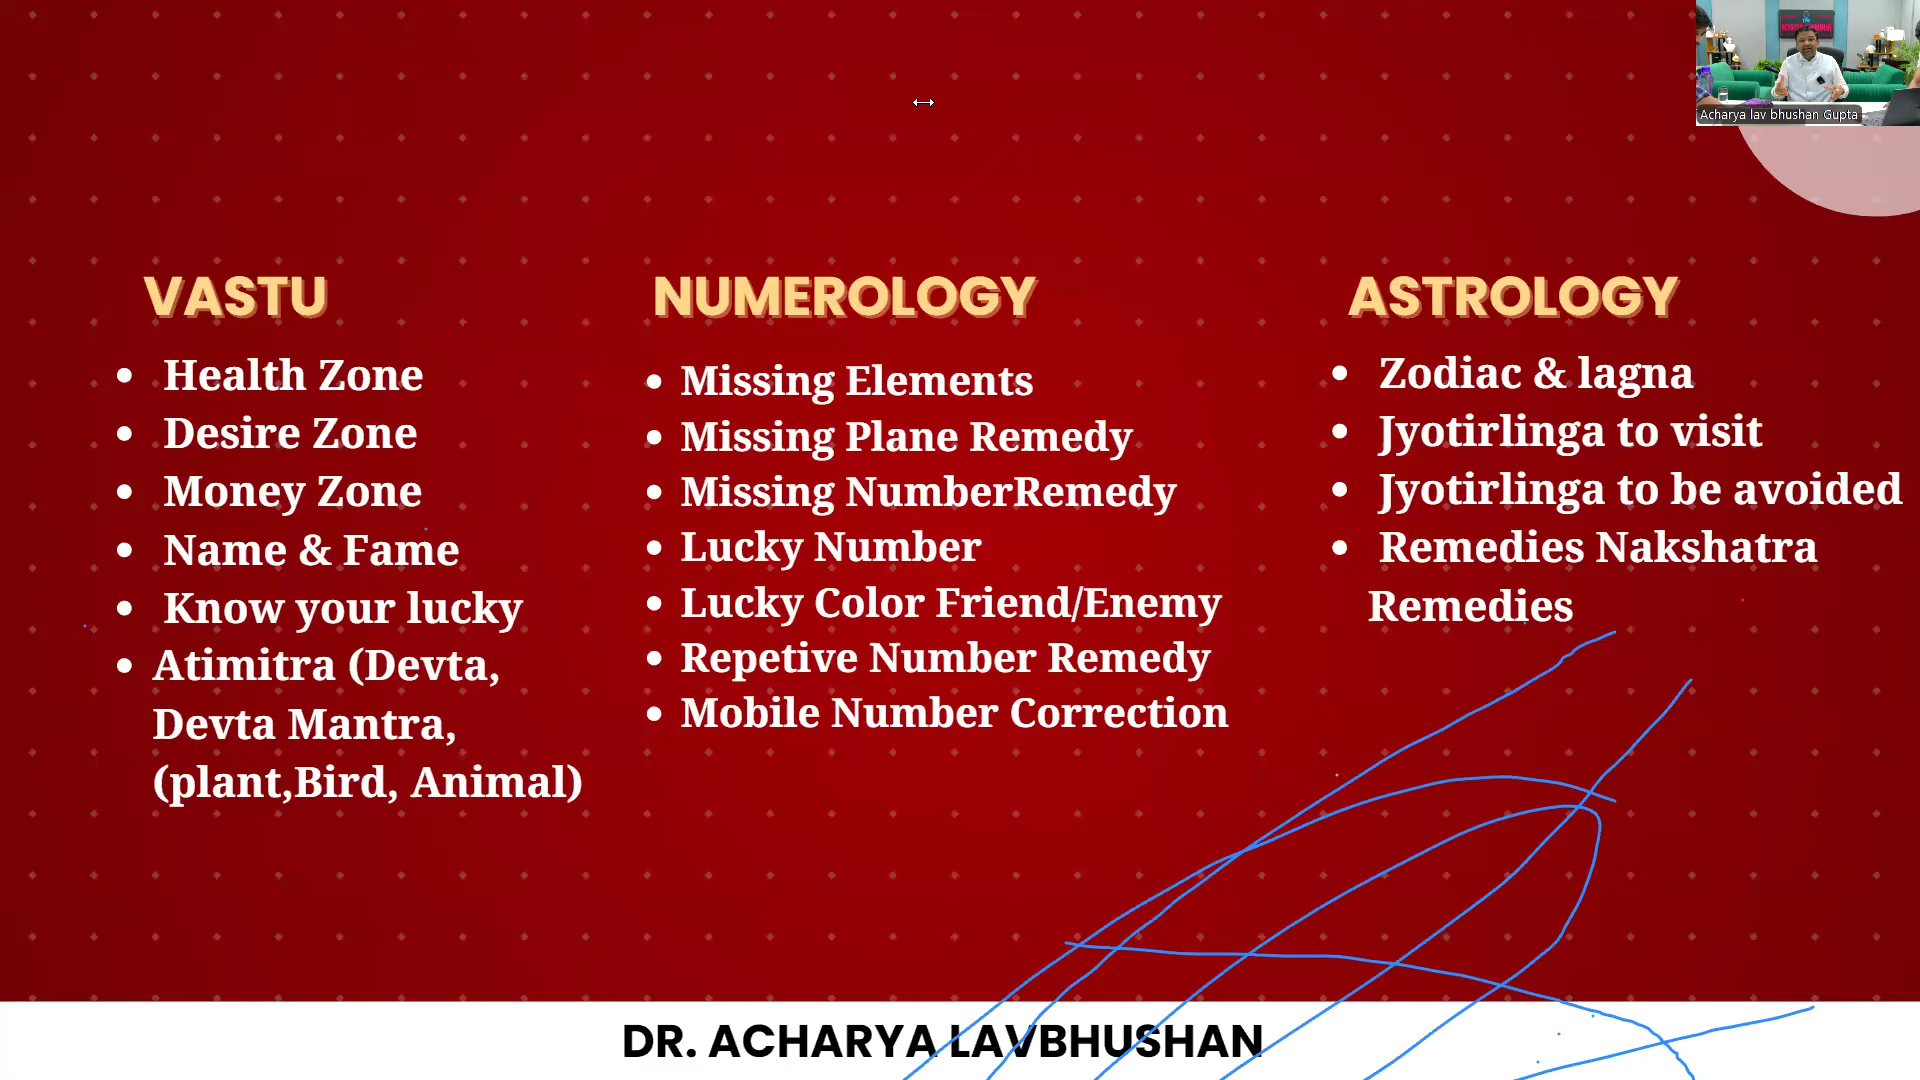 Acharya lav bhushan Gupta
VASTU
Health Zone
Desire Zone
Money Zone
Name & Fame
Know your lucky
Atimitra (Devta,
Devta Mantra,
(plant,Bird, Animal)
NUMEROLOGY
Missing Elements
Missing Plane Remedy
Missing NumberRemedy
Lucky Number
Lucky Color Friend/Enemy
Repetive Number Remedy
Mobile Number Correction
ASTROLOGY
Zodiac & lagna
Jyotirlinga to visit
Jyotirlinga to be avoided
Remedies Nakshatra
Remedies
DR. ACHARYA LAVBHUSHAN